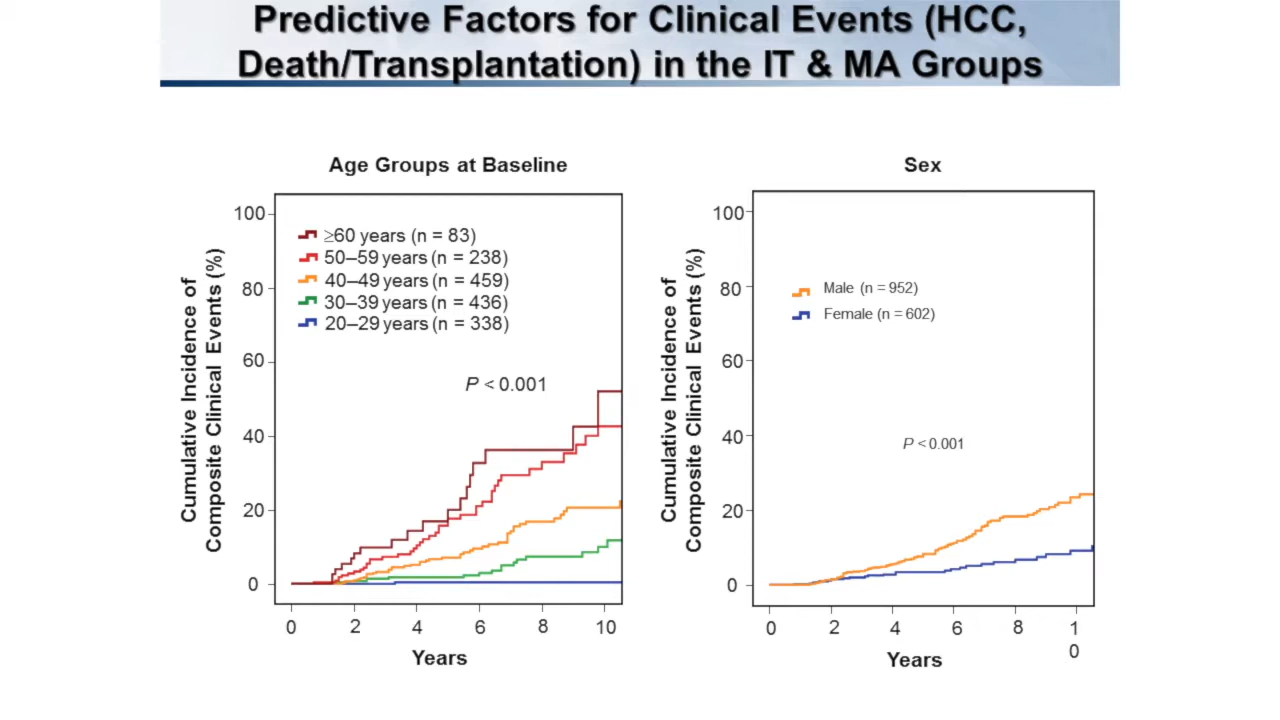 Predictive Factors for Clinical Events (HCC,
Death/Transplantation) in the IT & MA Groups
Age Groups at Baseline
Cumulative Incidence of
Composite Clinical Events (%)
100
80
60
40
20
0
≥60 years (n = 83)
50–59 years (n = 238)
40–49 years (n = 459)
30–39 years (n = 436)
20–29 years (n = 338)
P < 0.001
0 2 4 6 8 10
Years
Sex
Cumulative Incidence of
Composite Clinical Events (%)
100
80
60
40
20
0
Male (n = 952)
Female (n = 602)
P < 0.001
0 2 4 6 8 1
0
Years